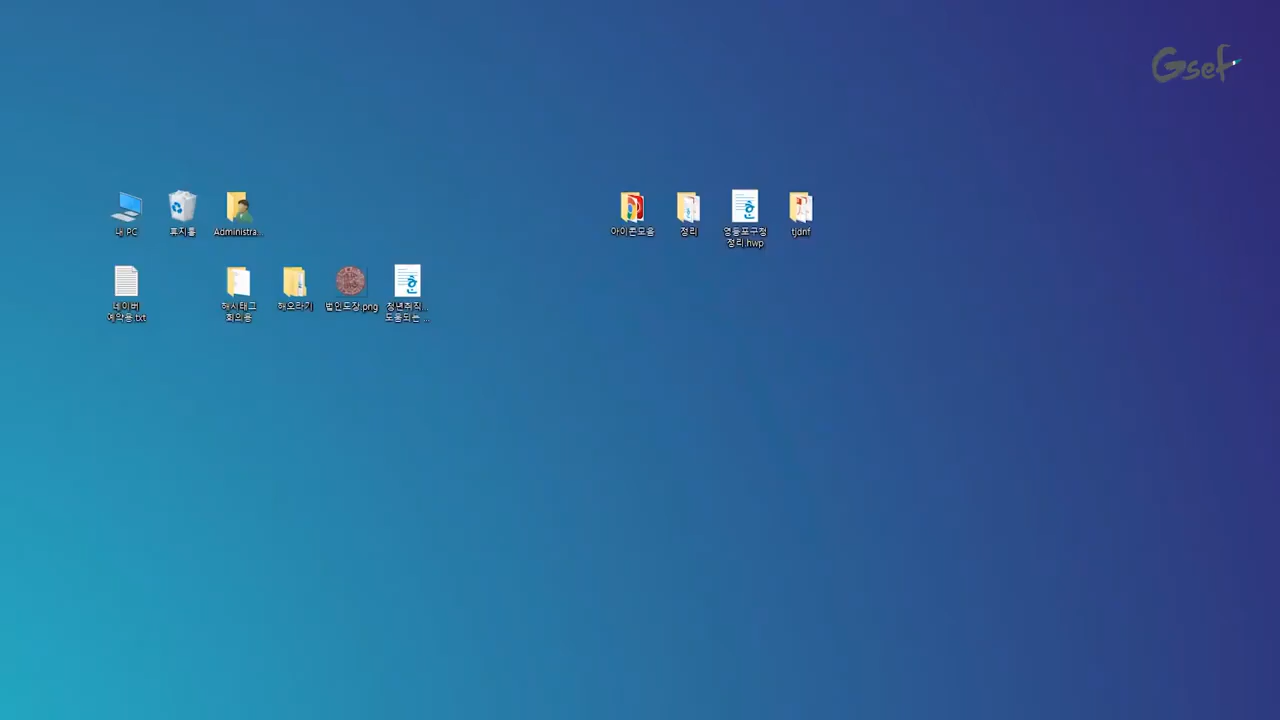 Gsef
내 PC
휴지통
Administra...
아이콘모음
정리
영등포구청
정리.hwp
tjdnf
네이버
예약용.txt
해시태그
회의용
해오라기
법인도장.png
청년취직...
도움되는 ...